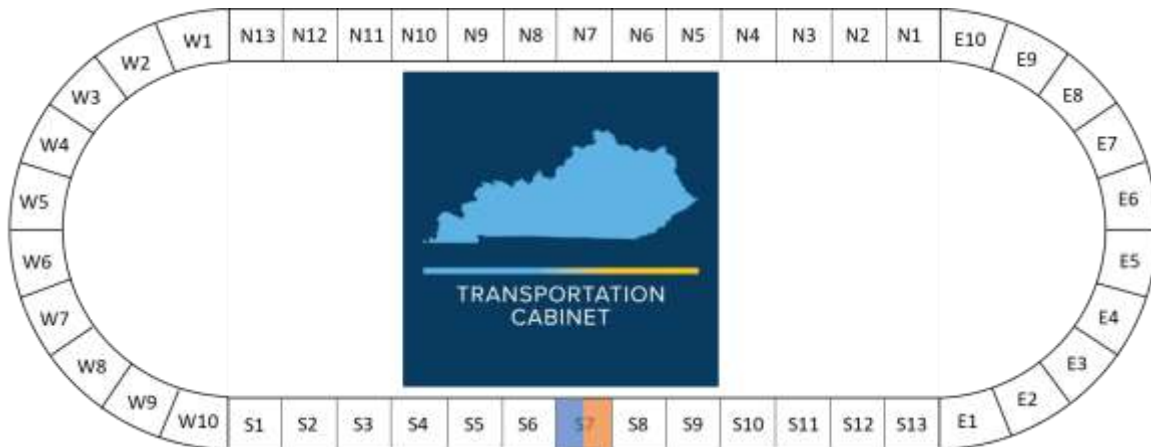 W1 N13 N12 N11 N10 N9 N8 N7 N6 N5 N4 N3 N2 N1 E10
W2 E9
W3 E8
W4 E7
W5 E6
W6 E5
W7 E4
W8 E3
W9 E2
W10 S1 S2 S3 S4 S5 S6 S7 S8 S9 S10 S11 S12 S13 E1
TRANSPORTATION
CABINET